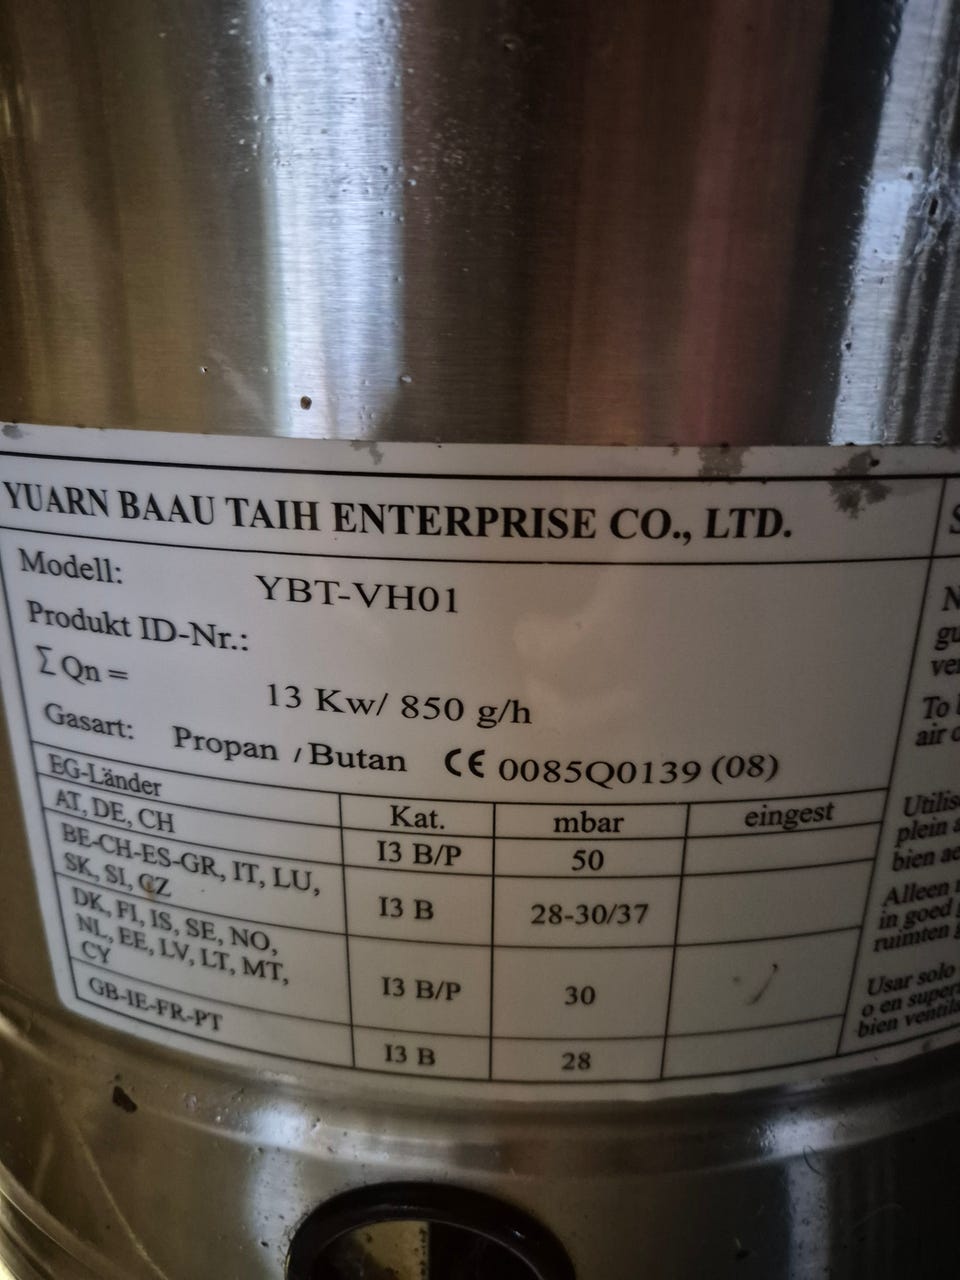 YUARN BAAU TAIH ENTERPRISE CO., LTD.
Modell: YBT-VH01
Produkt ID-Nr.:
Σ Qn =
13 Kw/ 850 g/h
Gasart: Propan / Butan CE 0085Q0139 (08)
EG-Länder Kat. mbar eingest
AT, DE, CH I3 B/P 50
BE-CH-ES-GR, IT, LU,
SK, SI, CZ I3 B 28-30/37
DK, FI, IS, SE, NO,
NL, EE, LV, LT, MT,
CY I3 B/P 30
GB-IE-FR-PT I3 B 28
To
air
plein
bien
Alleen
in goed
ruimten
Usar solo
o en
bien